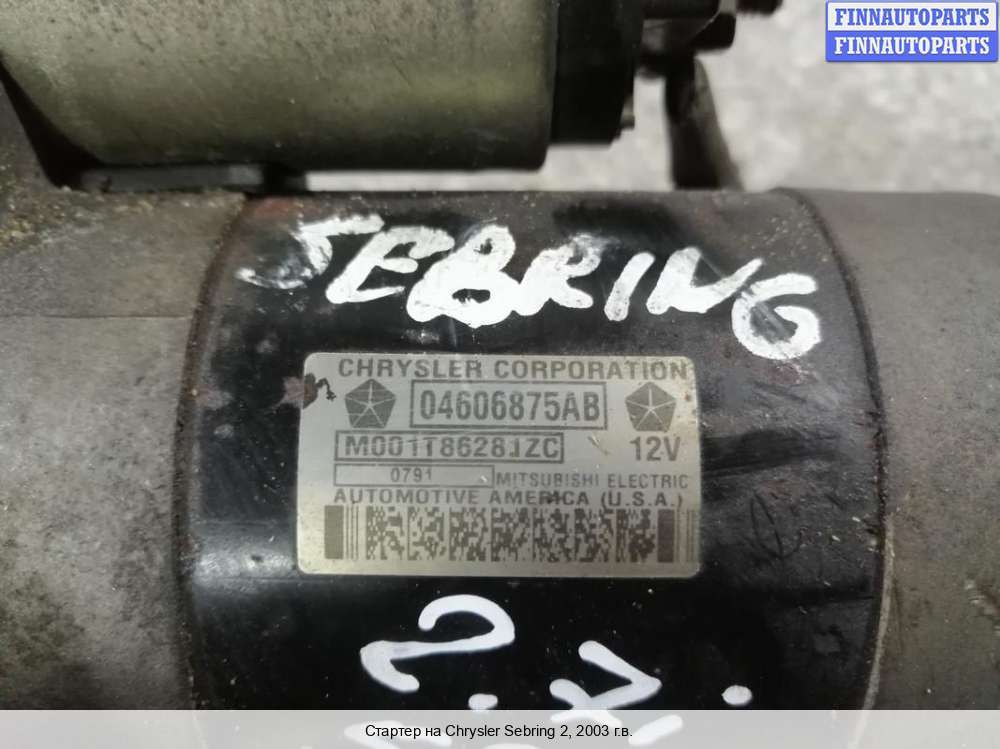 FINNAUTOPARTS
FINNAUTOPARTS
SEBRING
CHRYSLER CORPORATION
04606875AB
M001T86281ZC 12V
0791 MITSUBISHI ELECTRIC
AUTOMOTIVE AMERICA (U.S.A.)
2.7i
Стартер на Chrysler Sebring 2, 2003 г.в.